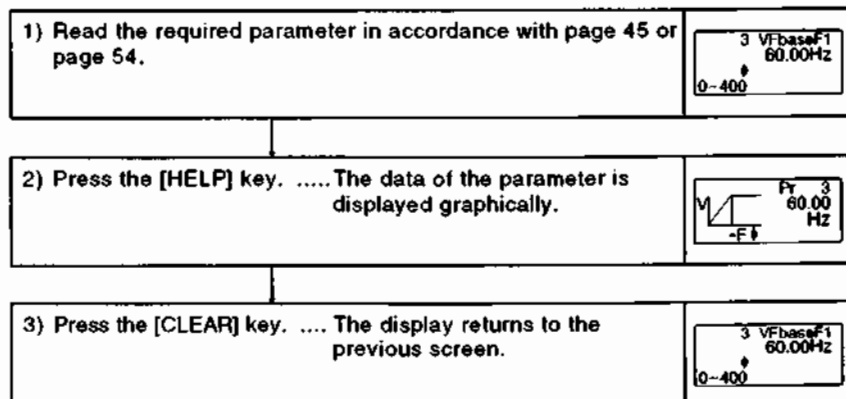 1) Read the required parameter in accordance with page 45 or
page 54.
3 VFbaseF1
60.00Hz
0~400
2) Press the [HELP] key. ..... The data of the parameter is
displayed graphically.
Pr 3
V 60.00
Hz
F
3) Press the [CLEAR] key. .... The display returns to the
previous screen.
3 VFbaseF1
60.00Hz
0~400